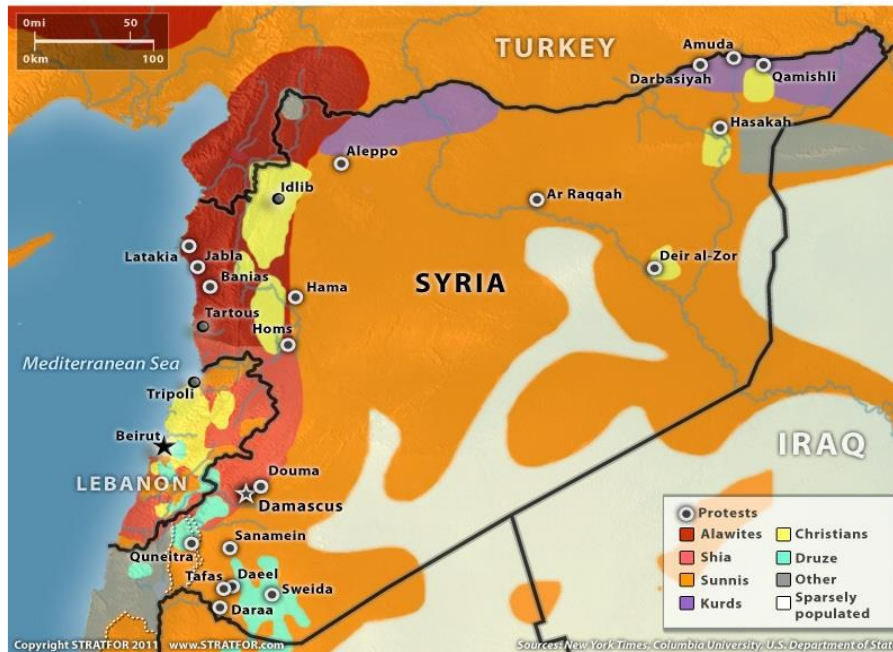 0mi 50
0km 100
TURKEY
Amuda
Darbasiyah
Qamishli
Hasakah
Aleppo
Idlib
Ar Raqqah
Latakia
Jabla
Banias
Deir al-Zor
SYRIA
Hama
Tartous
Homs
Mediterranean Sea
Tripoli
Beirut
IRAQ
LEBANON
Douma
Damascus
Sanamein
Quneitra
Tafas
Daeel
Sweida
Daraa
Protests
Alawites
Shia
Sunnis
Kurds
Christians
Druze
Other
Sparsely
populated
Copyright STRATFOR 2011 www.STRATFOR.com
Sources: New York Times, Columbia University, U.S. Department of Stat